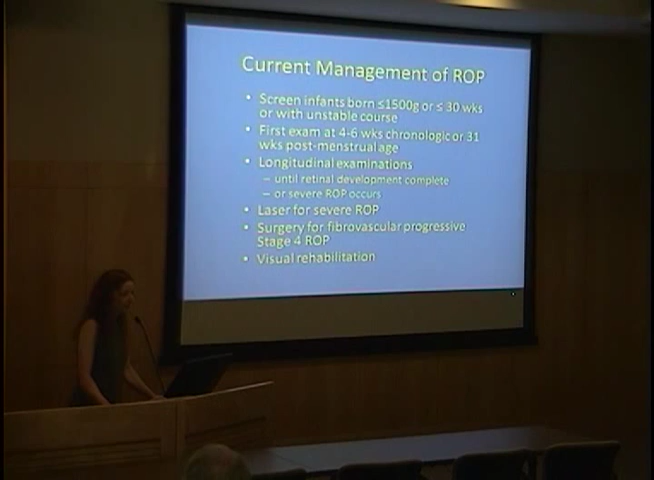 Current Management of ROP
• Screen infants born ≤1500g or ≤ 30 wks
or with unstable course
• First exam at 4-6 wks chronologic or 31
wks post-menstrual age
• Longitudinal examinations
– until retinal development complete
– or severe ROP occurs
• Laser for severe ROP
• Surgery for fibrovascular progressive
Stage 4 ROP
• Visual rehabilitation